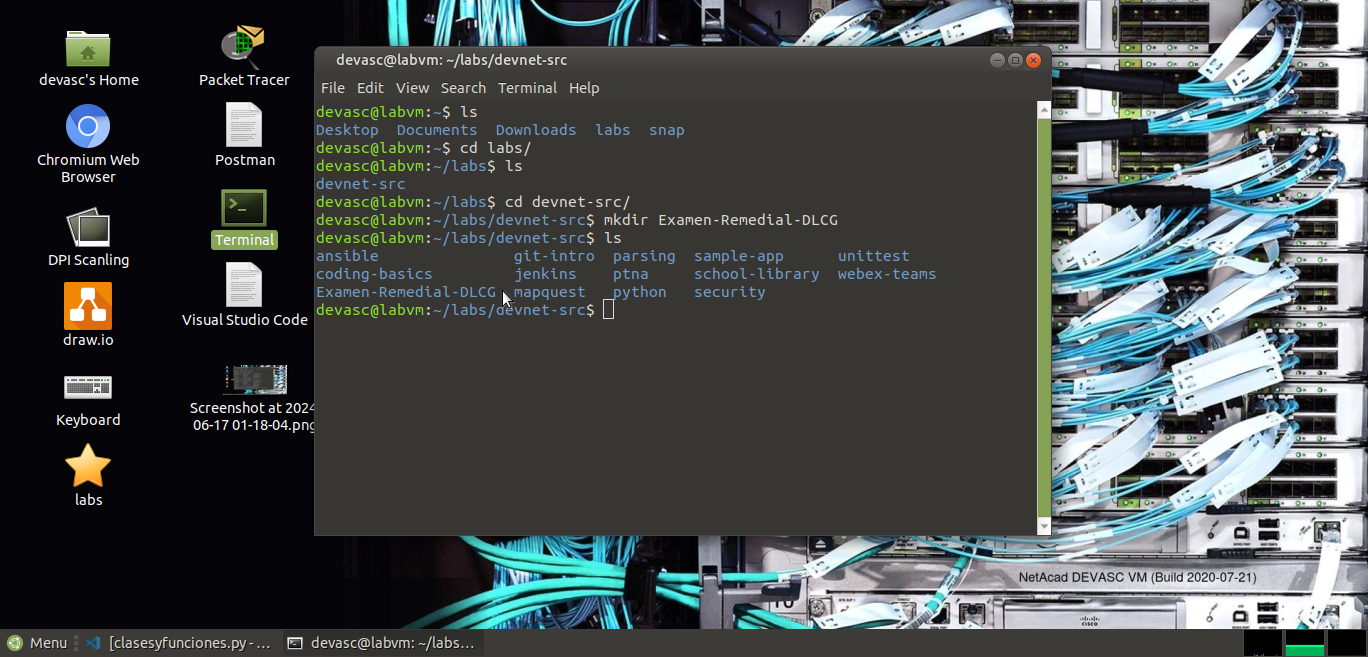 devasc's Home
Packet Tracer
Chromium Web
Browser
Postman
DPI Scanling
Terminal
draw.io
Visual Studio Code
Keyboard
Screenshot at 2024
06-17 01-18-04.png
labs
devasc@labvm: ~/labs/devnet-src
File Edit View Search Terminal Help
devasc@labvm:~$ ls
Desktop Documents Downloads labs snap
devasc@labvm:~$ cd labs/
devasc@labvm:~/labs$ ls
devnet-src
devasc@labvm:~/labs$ cd devnet-src/
devasc@labvm:~/labs/devnet-src$ mkdir Examen-Remedial-DLCG
devasc@labvm:~/labs/devnet-src$ ls
ansible git-intro parsing sample-app unittest
coding-basics jenkins ptna school-library webex-teams
Examen-Remedial-DLCG mapquest python security
devasc@labvm:~/labs/devnet-src$
NetAcad DEVASC VM (Build 2020-07-21)
CISCO
Menu [clasesyfunciones.py - ... devasc@labvm: ~/labs...